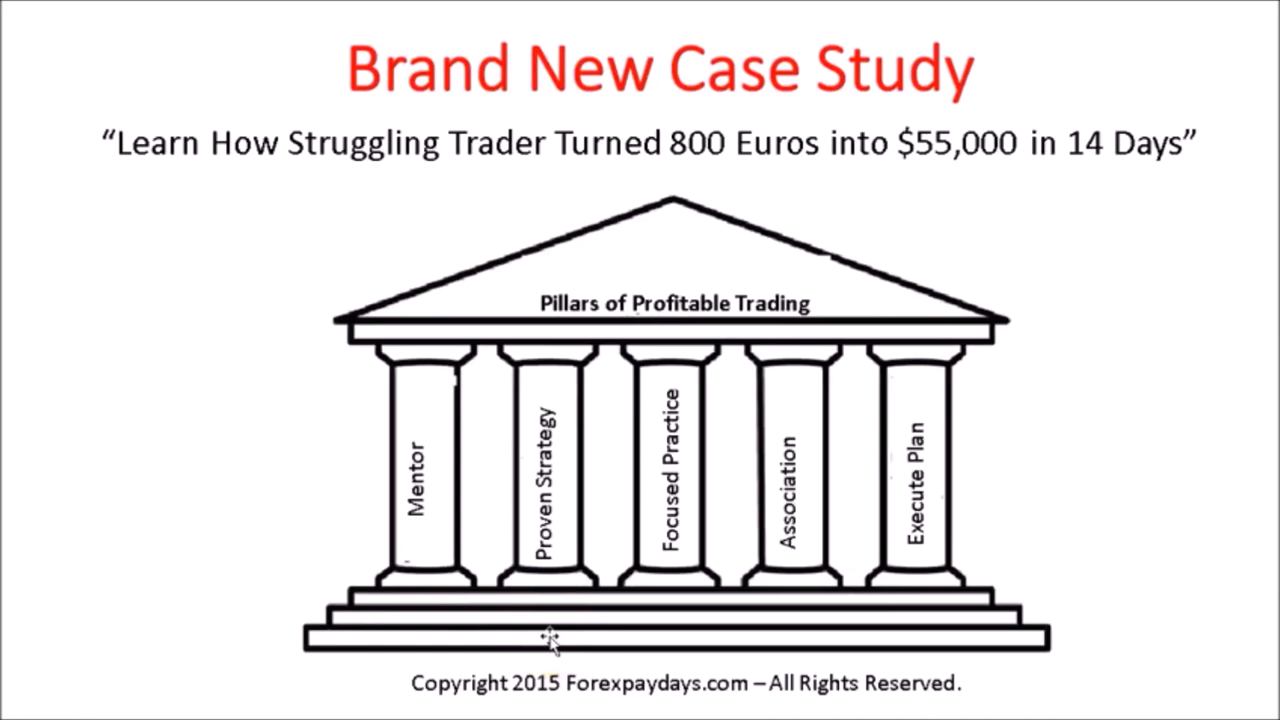 Brand New Case Study
“Learn How Struggling Trader Turned 800 Euros into $55,000 in 14 Days”
Pillars of Profitable Trading
Mentor
Proven Strategy
Focused Practice
Association
Execute Plan
Copyright 2015 Forexpaydays.com – All Rights Reserved.